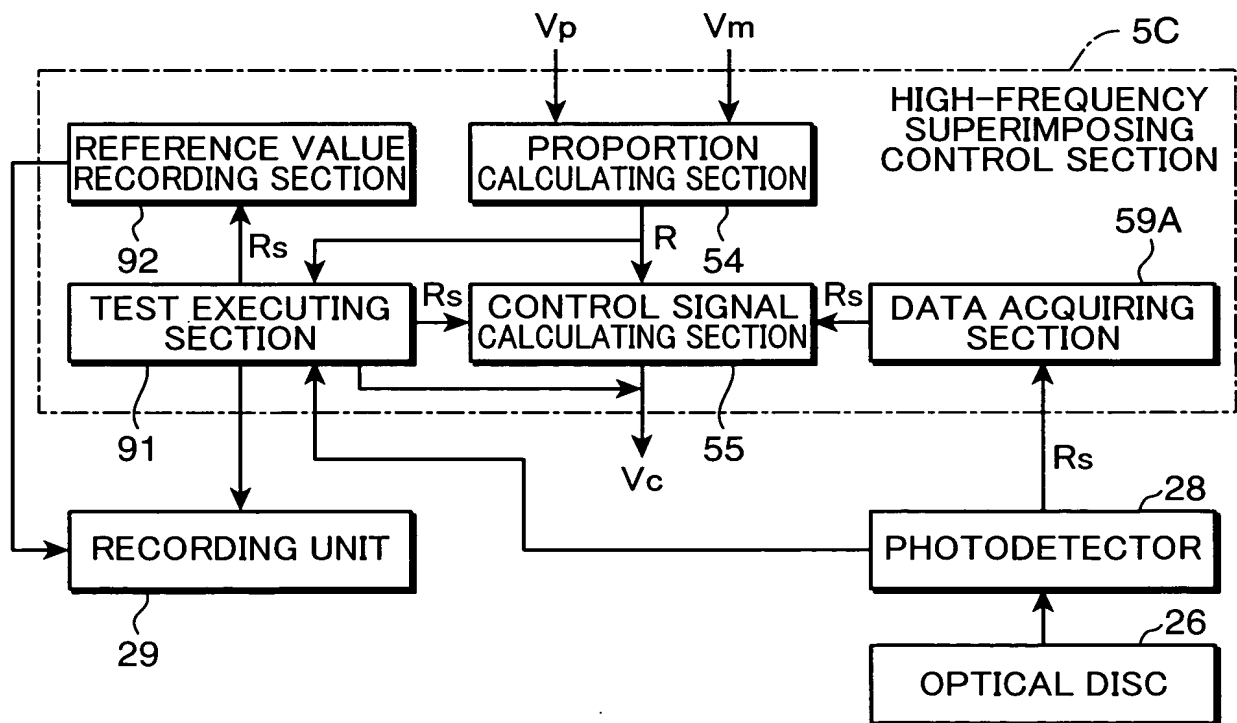 Vp Vm 5C
HIGH-FREQUENCY
SUPERIMPOSING
CONTROL SECTION
REFERENCE VALUE
RECORDING SECTION
PROPORTION
CALCULATING SECTION
92 Rs R 54 59A
TEST EXECUTING
SECTION
Rs
CONTROL SIGNAL
CALCULATING SECTION
Rs
DATA ACQUIRING
SECTION
91 Vc 55 Rs
28
RECORDING UNIT
PHOTODETECTOR
29 26
OPTICAL DISC